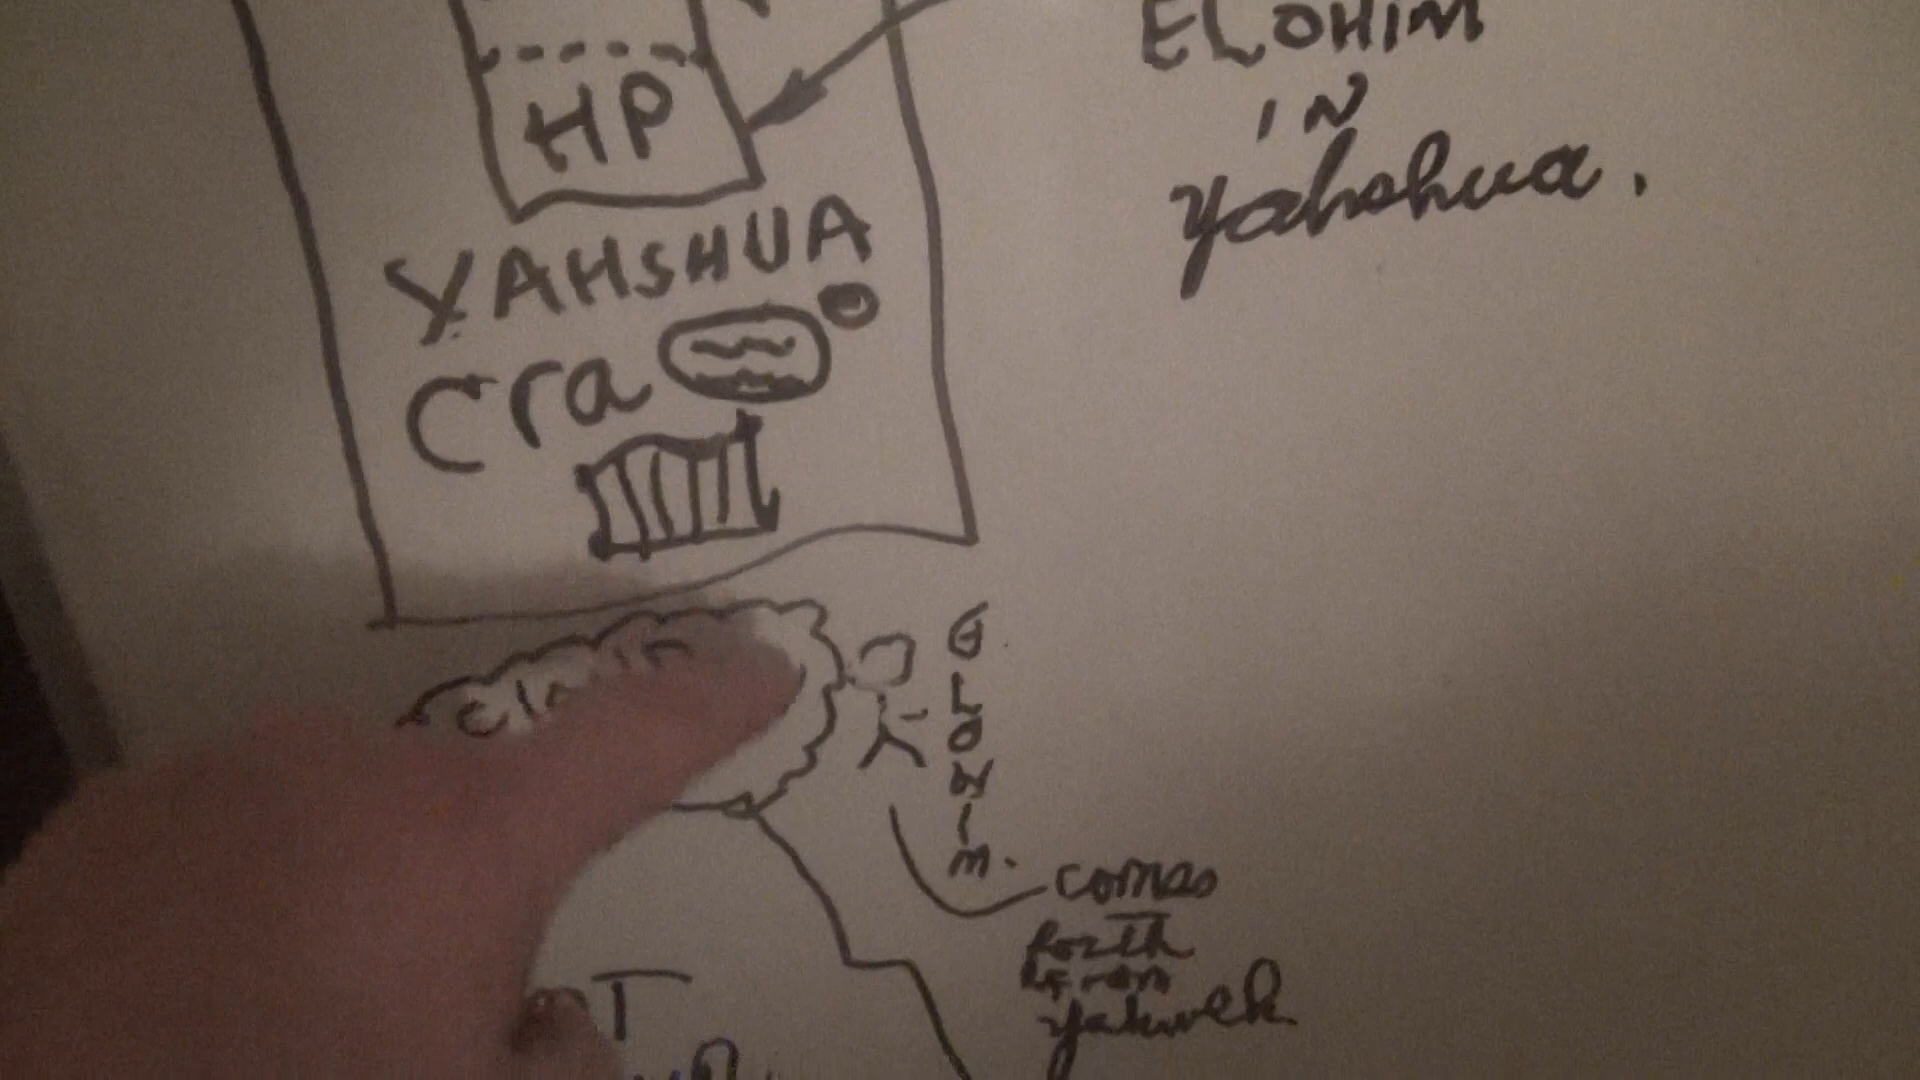 ELOHIM
IN
Yahshua.
HP
YAHSHUA
Cra
ELOHIM.
comes
forth
from
yahweh
T